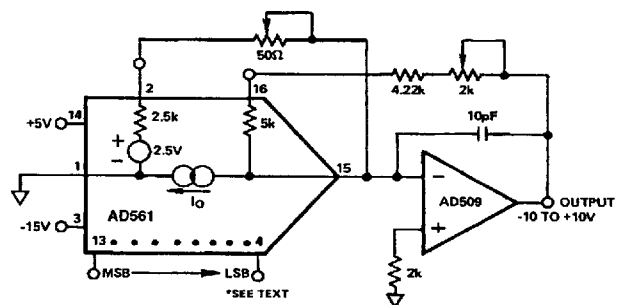 50Ω
2
16
4.22k
2k
+5V
14
2.5k
5k
10pF
+
2.5V
-
1
15
-
IO
AD509
OUTPUT
-10 TO +10V
AD561
-15V
3
+
13
4
2k
MSB
LSB
*SEE TEXT